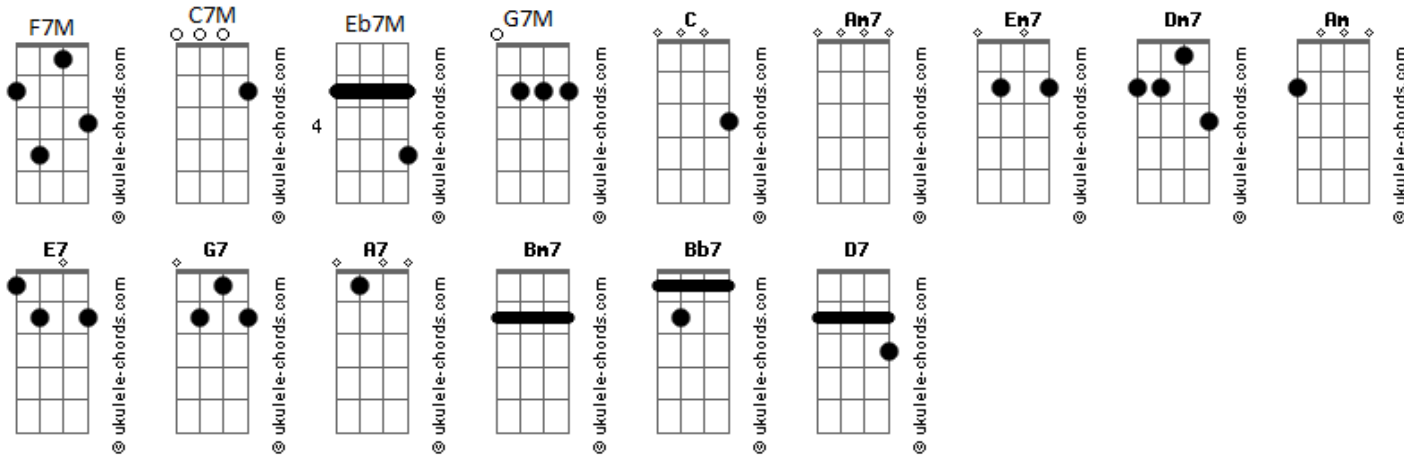 F7M C7M Eb7M G7M C Am7 Em7 Dm7 Am
© ukulele-chords.com © ukulele-chords.com © ukulele-chords.com © ukulele-chords.com © ukulele-chords.com © ukulele-chords.com © ukulele-chords.com © ukulele-chords.com © ukulele-chords.com
4
E7 G7 A7 Bm7 Bb7 D7
© ukulele-chords.com © ukulele-chords.com © ukulele-chords.com © ukulele-chords.com © ukulele-chords.com © ukulele-chords.com